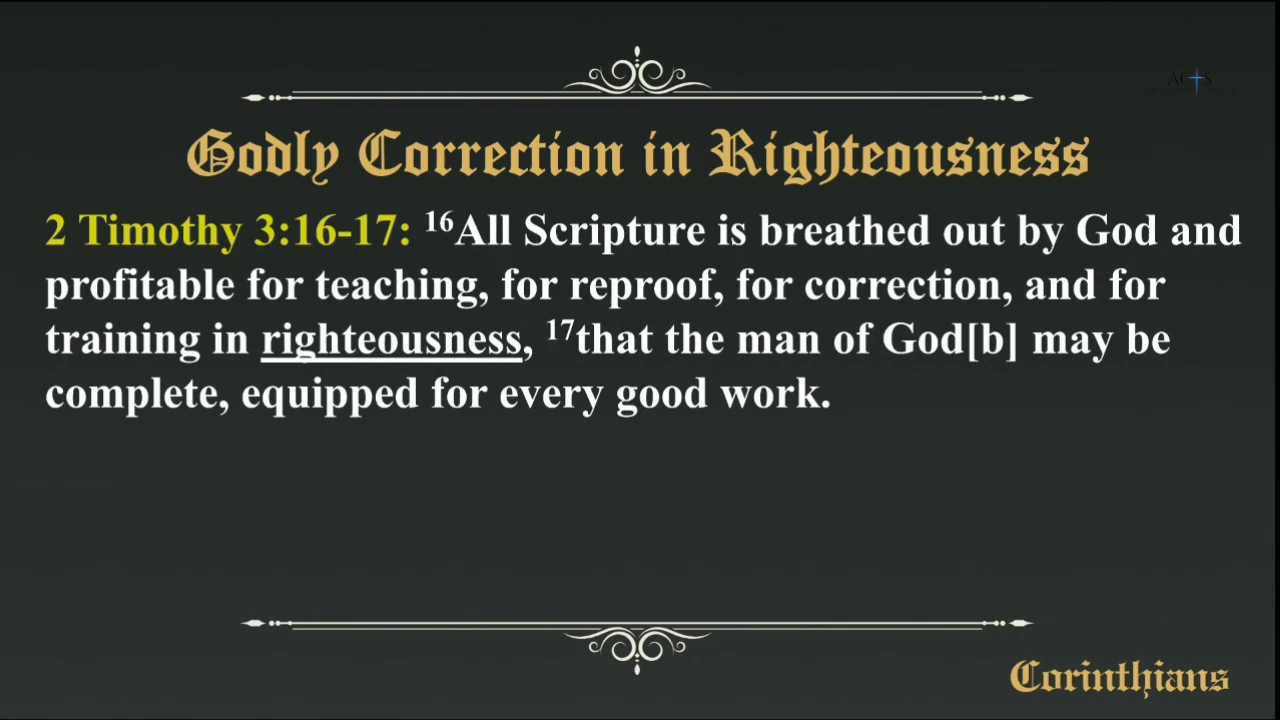 ACTS
Godly Correction in Righteousness
2 Timothy 3:16-17: ¹⁶All Scripture is breathed out by God and
profitable for teaching, for reproof, for correction, and for
training in righteousness, ¹⁷that the man of God[b] may be
complete, equipped for every good work.
Corinthians